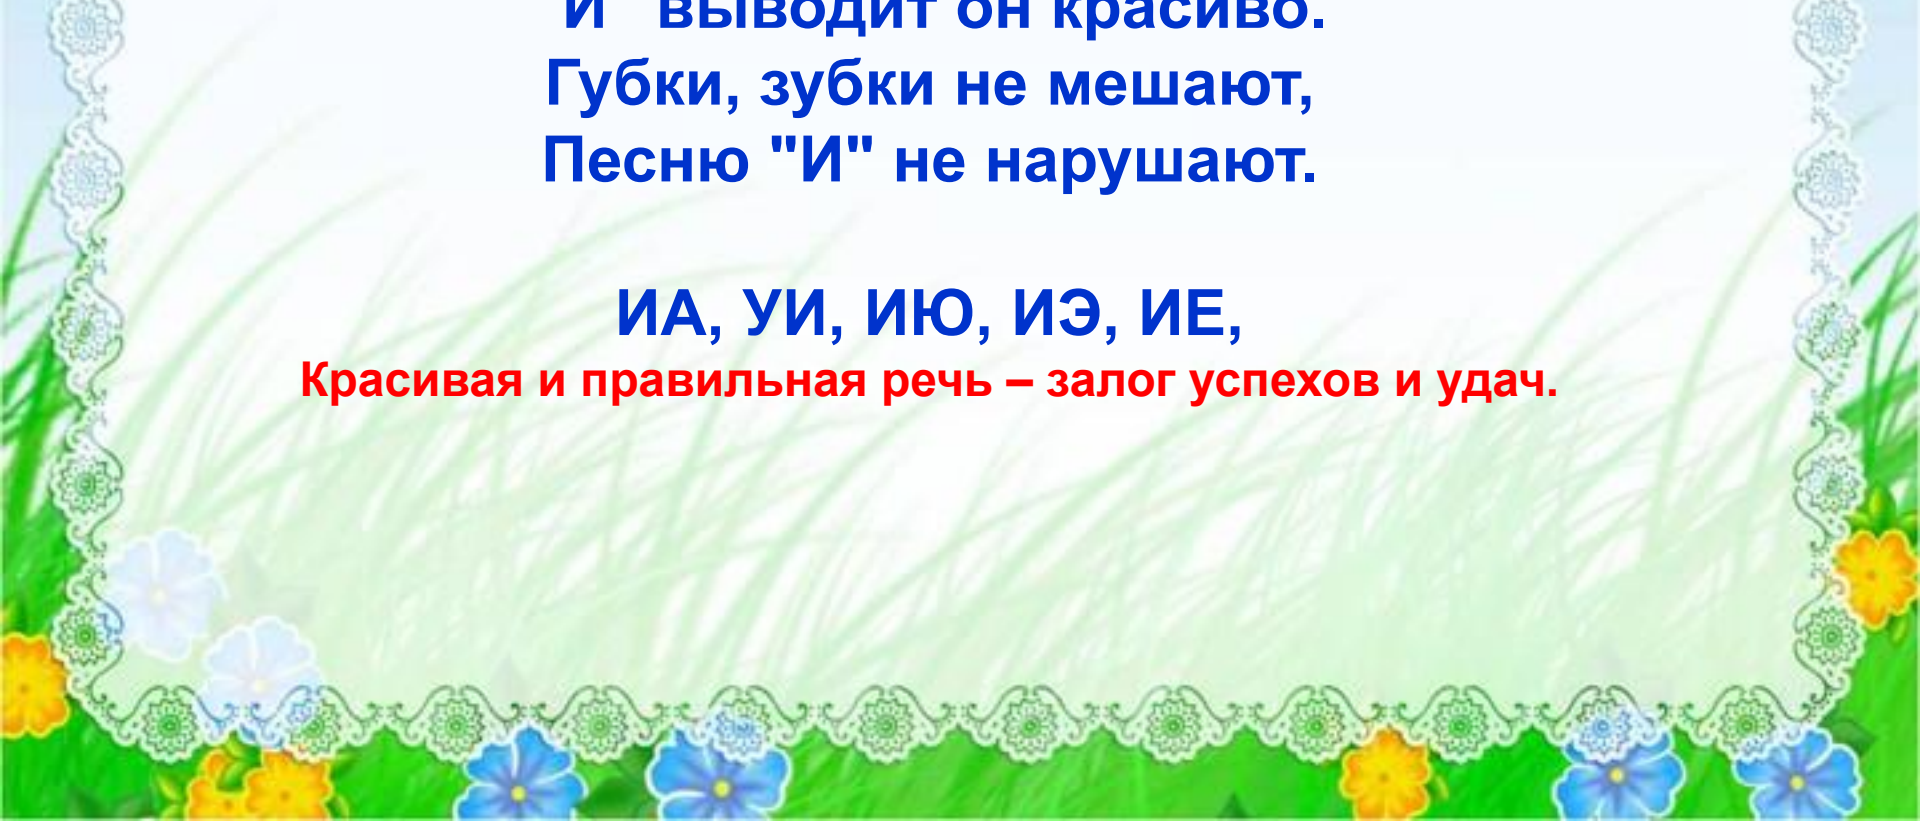 "И" выводит он красиво.
Губки, зубки не мешают,
Песню "И" не нарушают.
ИА, УИ, ИЮ, ИЭ, ИЕ,
Красивая и правильная речь – залог успехов и удач.